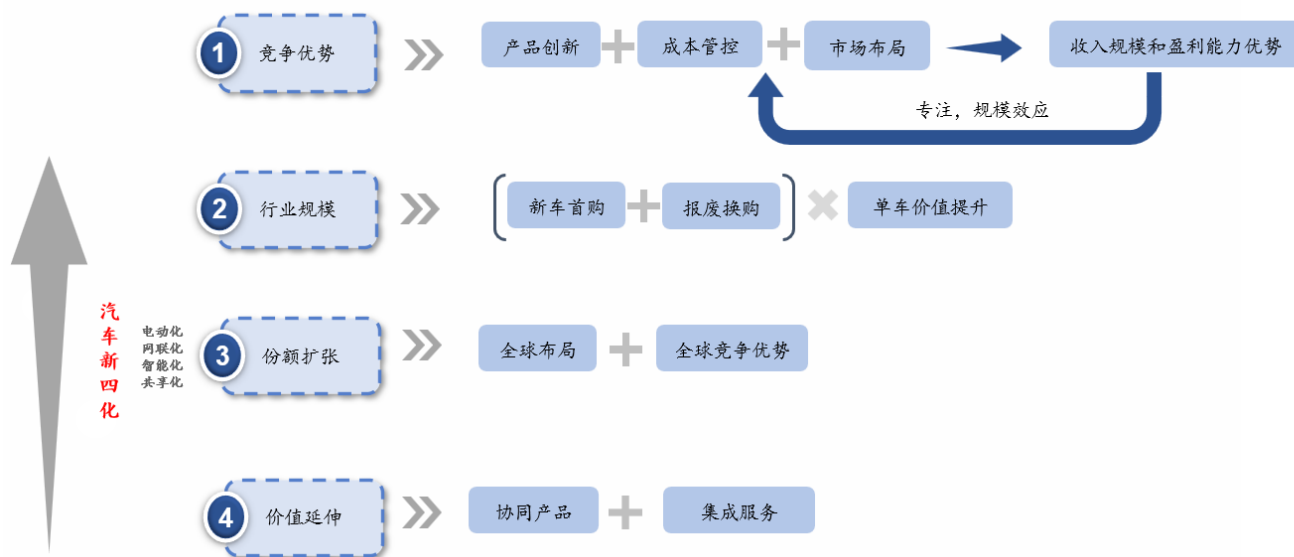 1
竞争优势
产品创新
成本管控
市场布局
收入规模和盈利能力优势
专注，规模效应
2
行业规模
新车首购
报废换购
单车价值提升
汽车新四化
电动化
网联化
智能化
共享化
3
份额扩张
全球布局
全球竞争优势
4
价值延伸
协同产品
集成服务